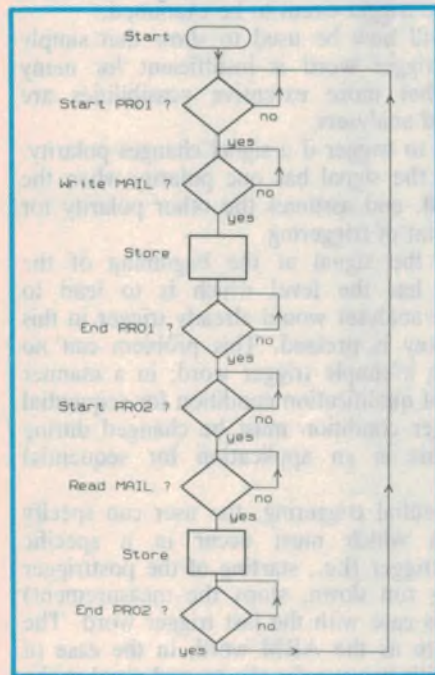 Start
Start PRO1 ?
no
yes
Write MAIL ?
no
yes
Store
End PRO1 ?
no
yes
Start PRO2 ?
no
yes
Read MAIL ?
no
yes
Store
End PRO2 ?
no
yes